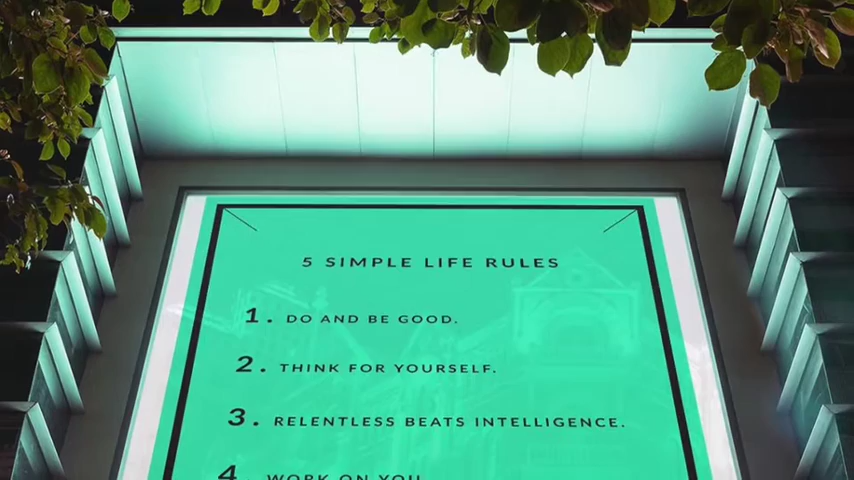 5 SIMPLE LIFE RULES
1. DO AND BE GOOD.
2. THINK FOR YOURSELF.
3. RELENTLESS BEATS INTELLIGENCE.
4. WORK ON YOU